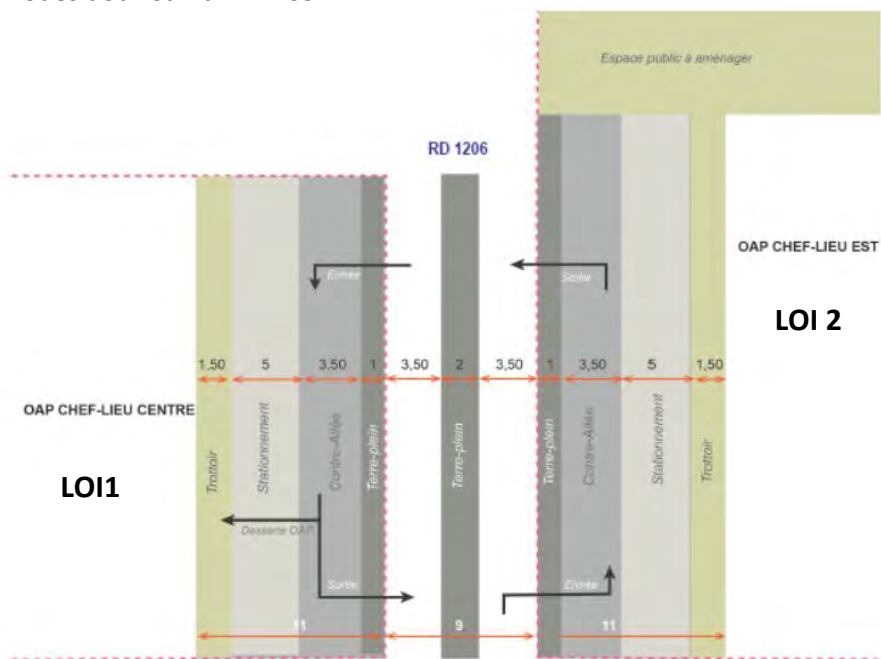 Espace public à aménager
RD 1206
OAP CHEF-LIEU EST
LOI 2
Entrée
Sortie
1,50 5 3,50 1 3,50 2 3,50 1 3,50 5 1,50
OAP CHEF-LIEU CENTRE
LOI1
Trottoir
Stationnement
Contre-Allée
Terre-plein
Terre-plein
Terre-plein
Contre-Allée
Stationnement
Trottoir
Desserte OAP
Sortie
Entrée
11 9 11